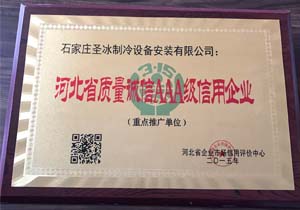 石家庄圣冰制冷设备安装有限公司：
河北省质量诚信AAA级信用企业
（重点推广单位）
河北省企业市场信用评价中心
二〇一五年